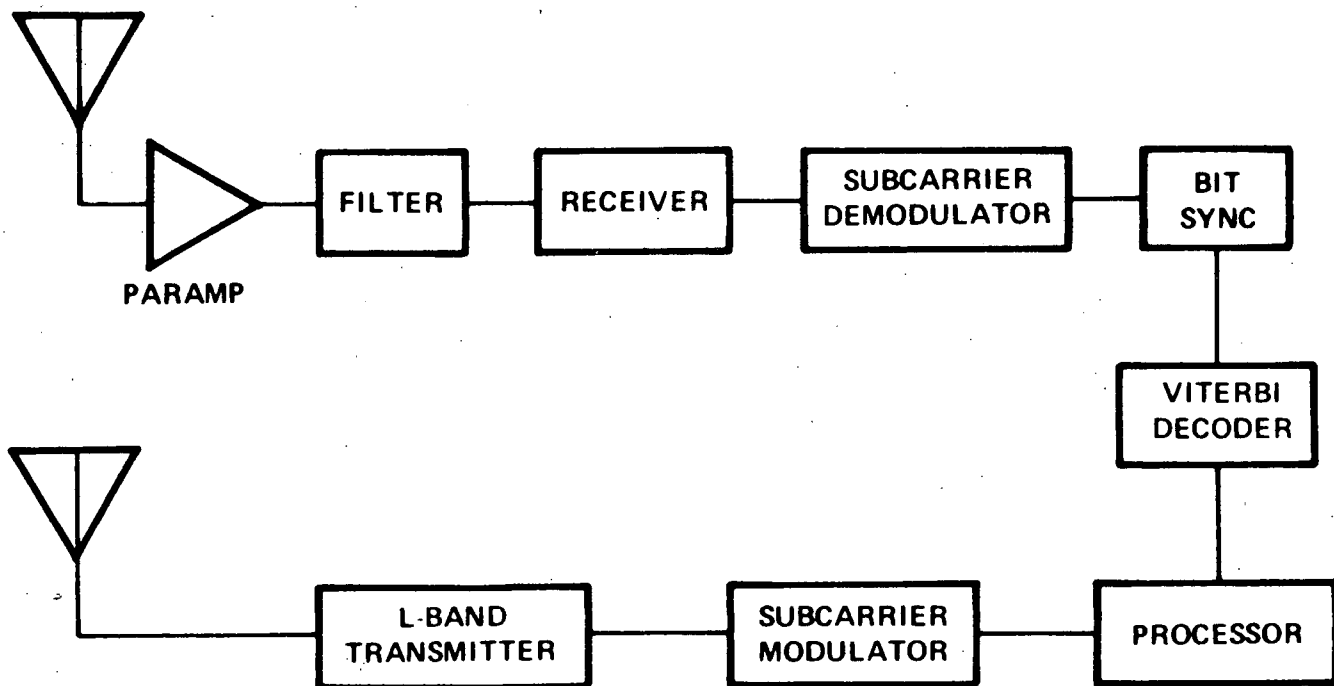 FILTER
RECEIVER
SUBCARRIER
DEMODULATOR
BIT
SYNC
PARAMP
VITERBI
DECODER
L-BAND
TRANSMITTER
SUBCARRIER
MODULATOR
PROCESSOR